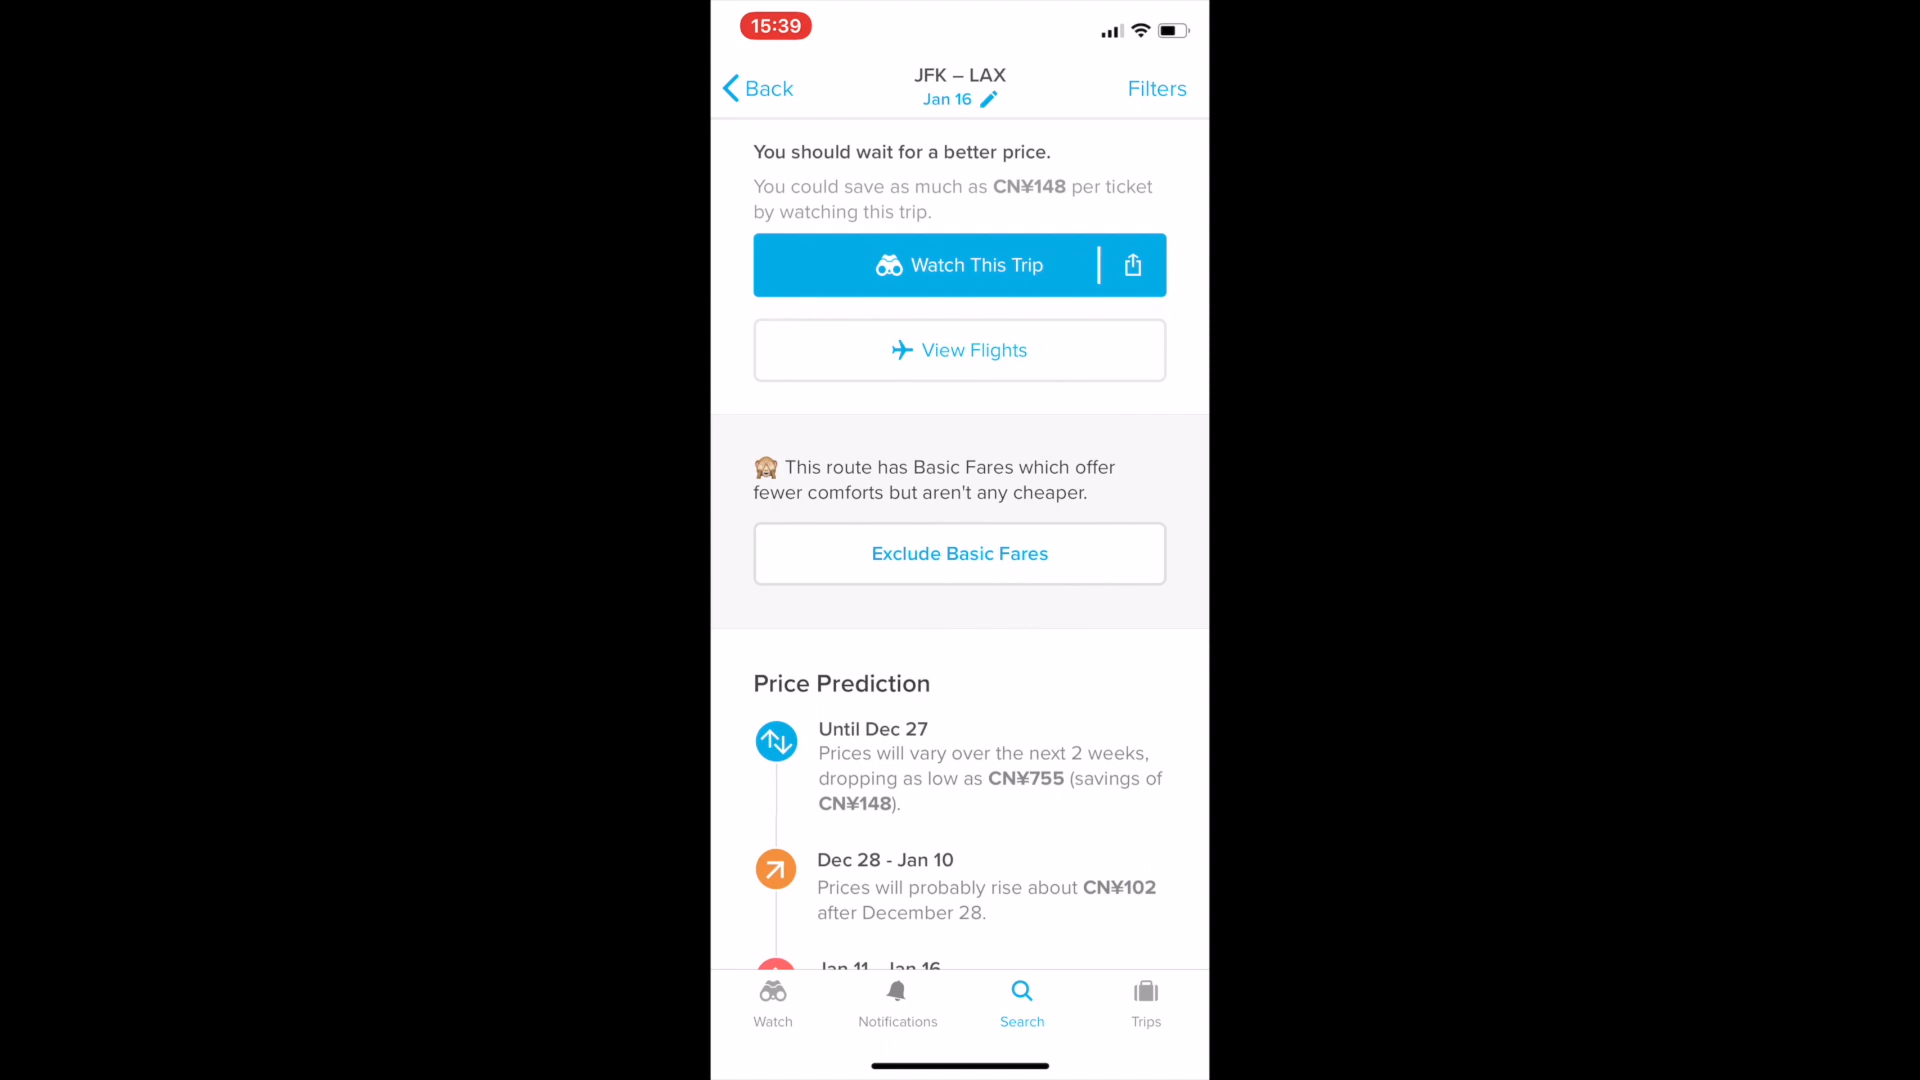 15:39
Back
JFK – LAX
Jan 16
Filters
You should wait for a better price.
You could save as much as CN¥148 per ticket
by watching this trip.
Watch This Trip
View Flights
This route has Basic Fares which offer
fewer comforts but aren't any cheaper.
Exclude Basic Fares
Price Prediction
Until Dec 27
Prices will vary over the next 2 weeks,
dropping as low as CN¥755 (savings of
CN¥148).
Dec 28 - Jan 10
Prices will probably rise about CN¥102
after December 28.
Jan 11 - Jan 16
Watch
Notifications
Search
Trips